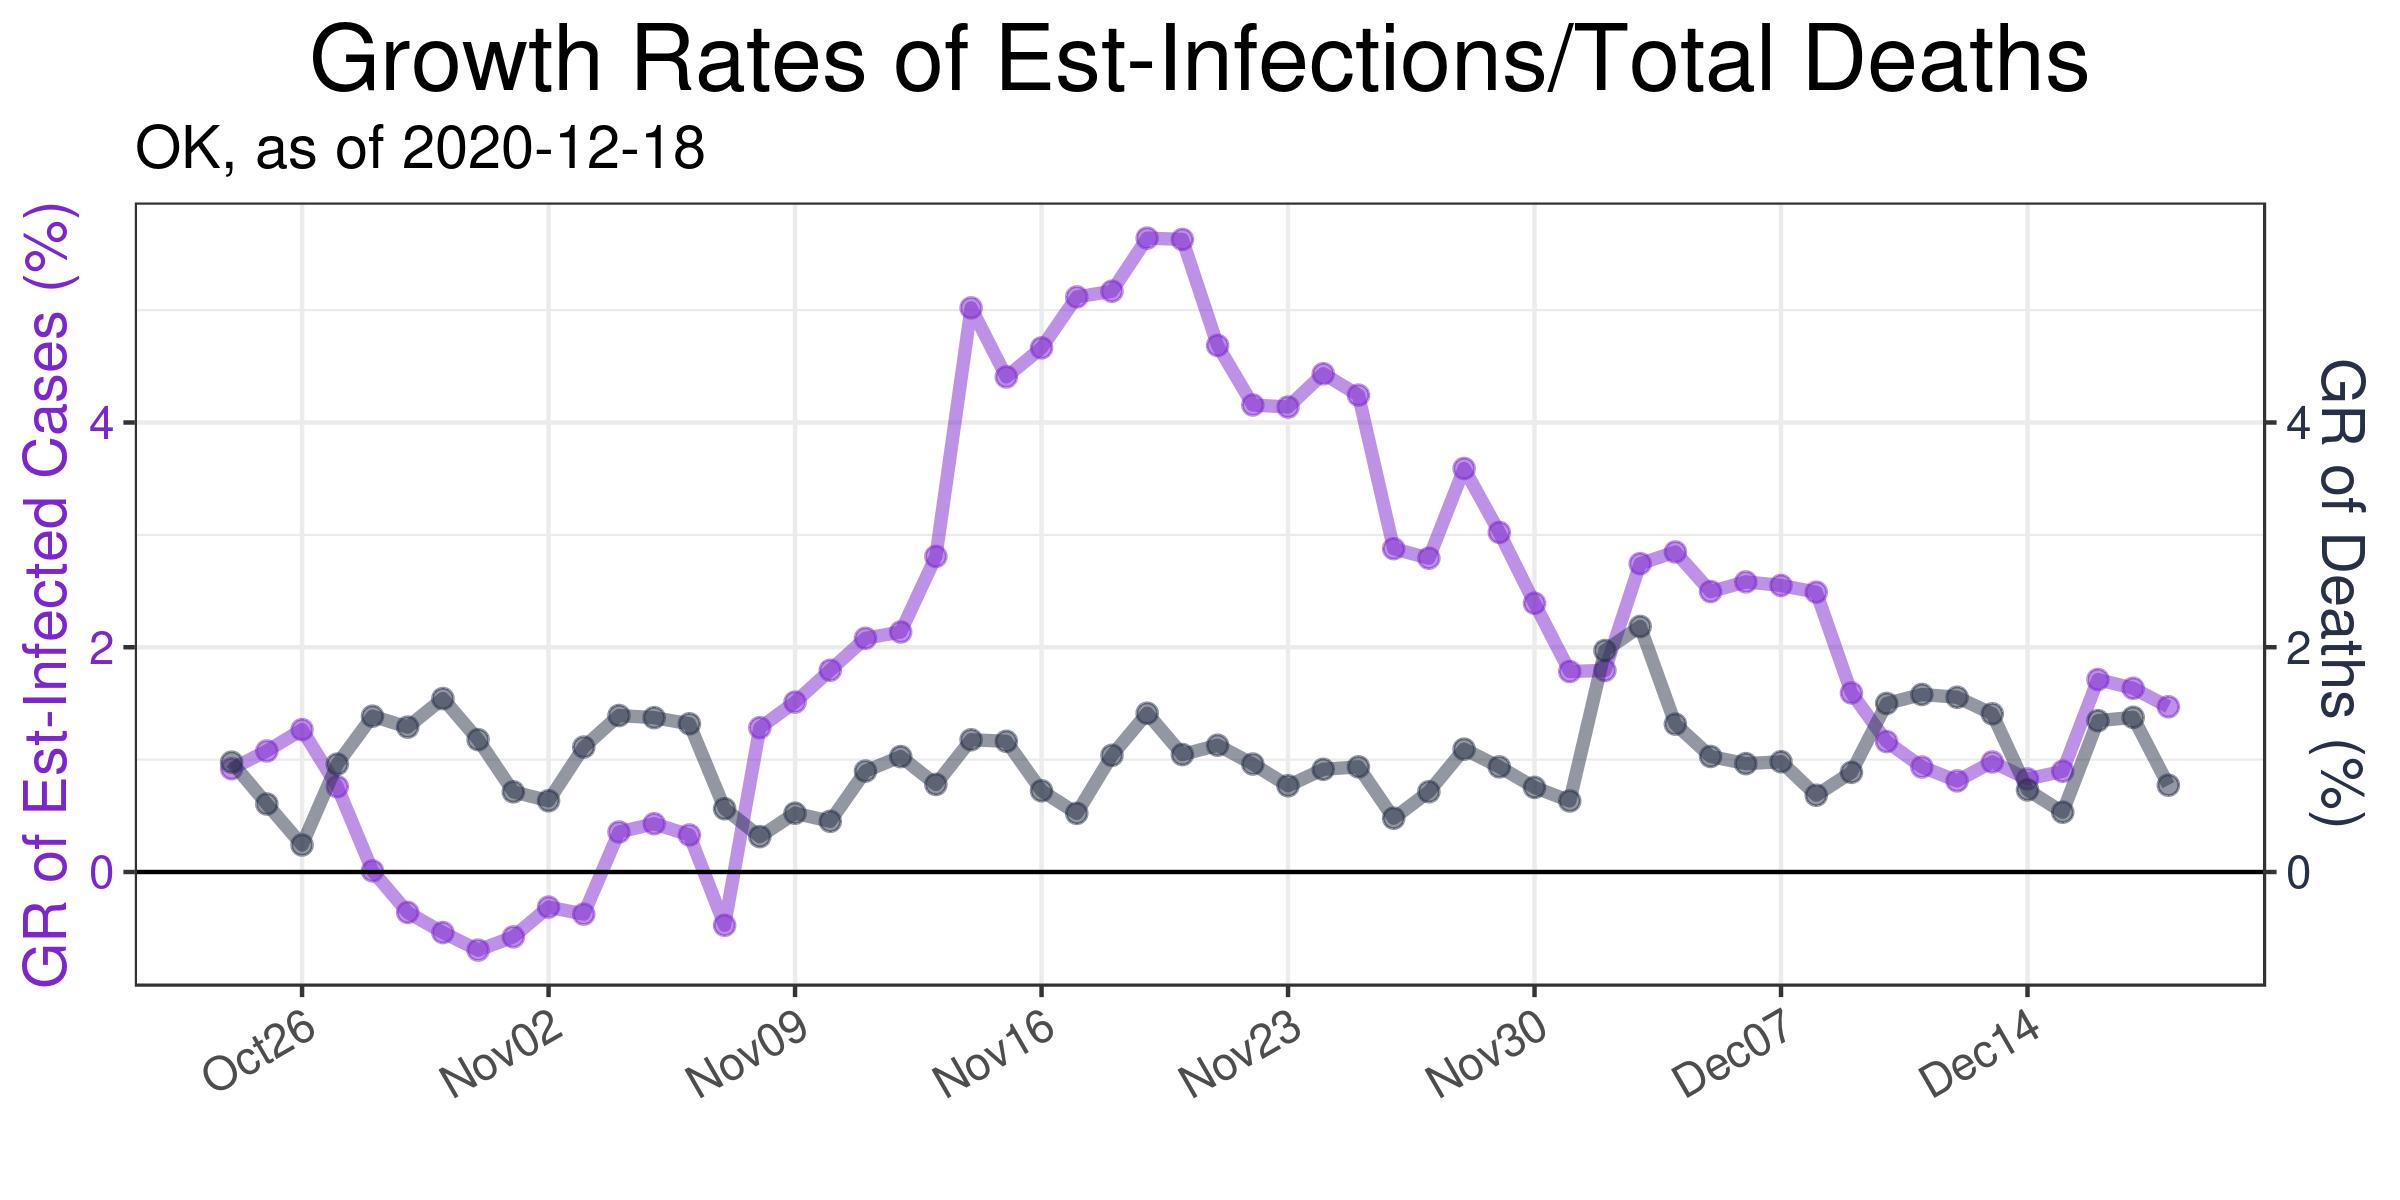 Growth Rates of Est-Infections/Total Deaths
OK, as of 2020-12-18
GR of Est-Infected Cases (%)
4
2
0
4
2
0
GR of Deaths (%)
Oct26
Nov02
Nov09
Nov16
Nov23
Nov30
Dec07
Dec14